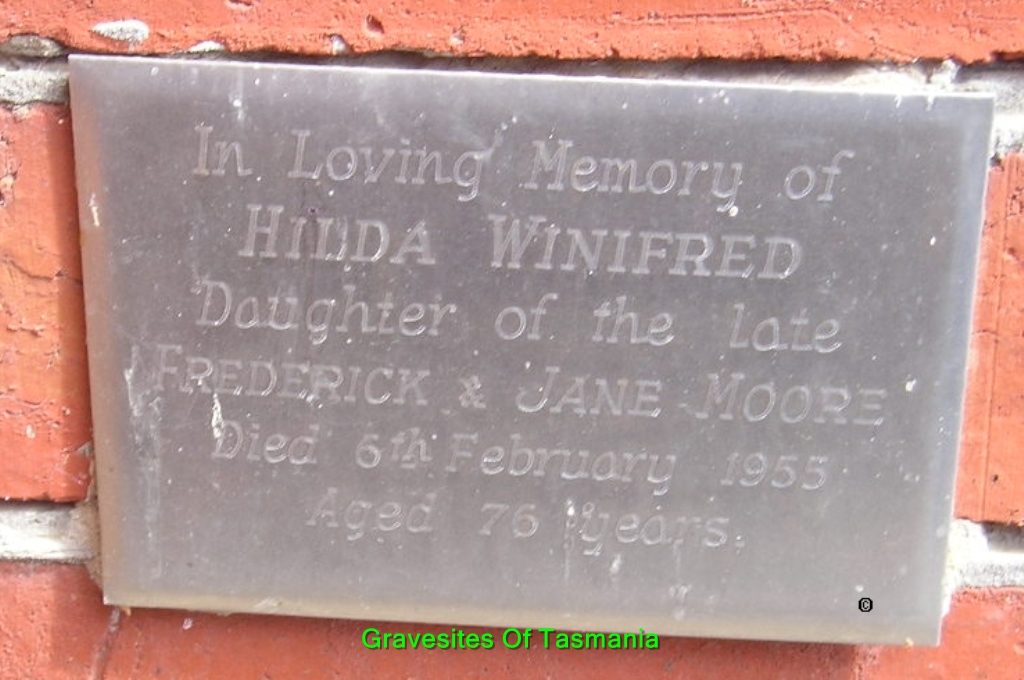 In Loving Memory of
HILDA WINIFRED
Daughter of the late
FREDERICK & JANE MOORE
Died 6th February 1955
Aged 76 years.
©
Gravesites Of Tasmania